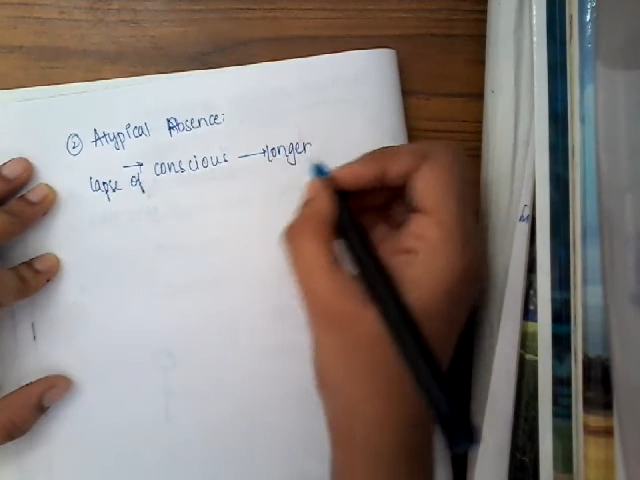 ② Atypical Absence:
→ conscious → longer
lapse of